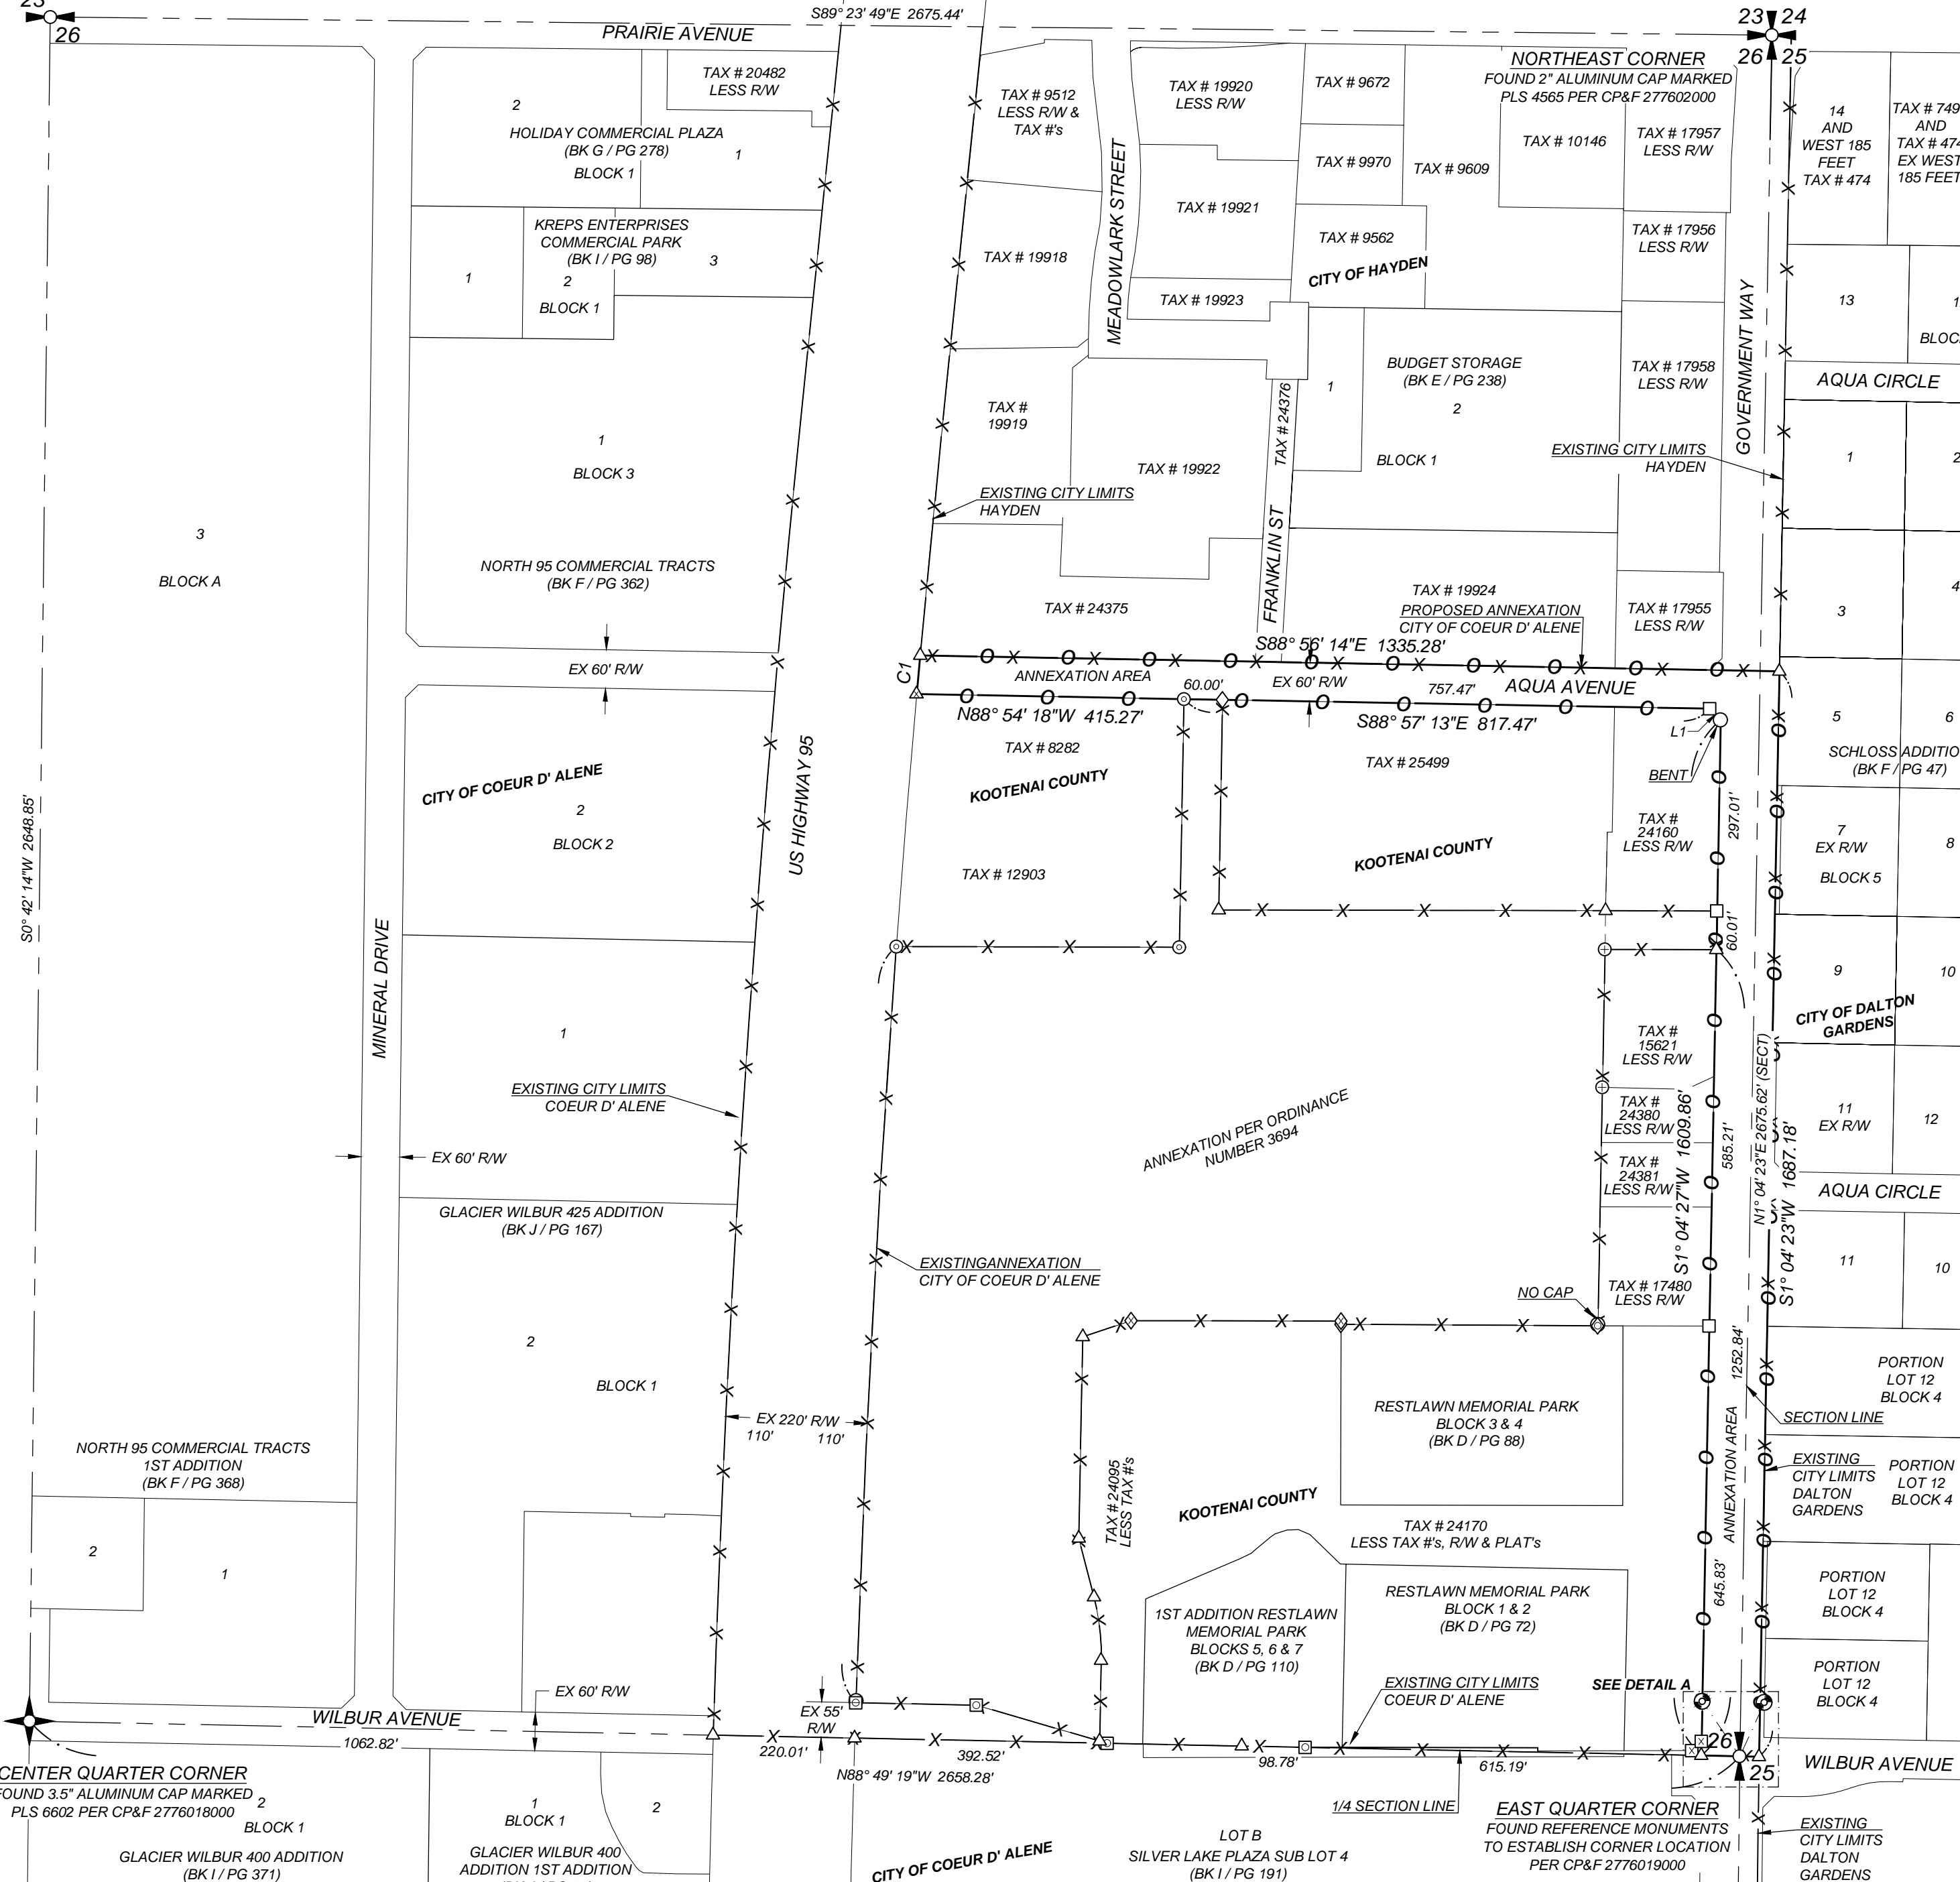 23
26
S89° 23' 49"E 2675.44'
PRAIRIE AVENUE
23 24
26 25
NORTHEAST CORNER
FOUND 2" ALUMINUM CAP MARKED
PLS 4565 PER CP&F 277602000
TAX # 20482
LESS R/W
2
HOLIDAY COMMERCIAL PLAZA
(BK G / PG 278)
1
BLOCK 1
KREPS ENTERPRISES
COMMERCIAL PARK
(BK I / PG 98)
1
2
3
BLOCK 1
1
BLOCK 3
NORTH 95 COMMERCIAL TRACTS
(BK F / PG 362)
3
BLOCK A
EX 60' R/W
CITY OF COEUR D' ALENE
2
BLOCK 2
US HIGHWAY 95
MINERAL DRIVE
S0° 42' 14"W 2648.85'
1
EXISTING CITY LIMITS
COEUR D' ALENE
EX 60' R/W
GLACIER WILBUR 425 ADDITION
(BK J / PG 167)
2
BLOCK 1
EX 220' R/W
110'
110'
NORTH 95 COMMERCIAL TRACTS
1ST ADDITION
(BK F / PG 368)
2
1
TAX # 9512
LESS R/W &
TAX #'s
MEADOWLARK STREET
TAX # 19920
LESS R/W
TAX # 9672
TAX # 9970
TAX # 9609
TAX # 10146
TAX # 17957
LESS R/W
TAX # 19921
TAX # 9562
CITY OF HAYDEN
TAX # 17956
LESS R/W
TAX # 19918
TAX # 19923
TAX # 19919
TAX # 19922
TAX # 24376
FRANKLIN ST
1
BUDGET STORAGE
(BK E / PG 238)
2
BLOCK 1
TAX # 17958
LESS R/W
GOVERNMENT WAY
EXISTING CITY LIMITS
HAYDEN
EXISTING CITY LIMITS
HAYDEN
TAX # 24375
TAX # 19924
PROPOSED ANNEXATION
CITY OF COEUR D' ALENE
TAX # 17955
LESS R/W
C1
S88° 56' 14"E 1335.28'
ANNEXATION AREA
60.00'
EX 60' R/W
757.47'
AQUA AVENUE
N88° 54' 18"W 415.27'
S88° 57' 13"E 817.47'
L1
BENT
TAX # 8282
KOOTENAI COUNTY
TAX # 25499
TAX #
24160
LESS R/W
297.01'
KOOTENAI COUNTY
TAX # 12903
60.01'
TAX #
15621
LESS R/W
TAX #
24380
LESS R/W
TAX #
24381
LESS R/W
TAX # 17480
LESS R/W
S1° 04' 27"W 1609.86'
585.21'
N1° 04' 23"E 2675.62' (SECT)
S1° 04' 23"W 1687.18'
ANNEXATION PER ORDINANCE
NUMBER 3694
EXISTINGANNEXATION
CITY OF COEUR D' ALENE
NO CAP
1252.84'
ANNEXATION AREA
645.83'
SECTION LINE
RESTLAWN MEMORIAL PARK
BLOCK 3 & 4
(BK D / PG 88)
TAX # 24095
LESS TAX #'s
KOOTENAI COUNTY
TAX # 24170
LESS TAX #'s, R/W & PLAT's
RESTLAWN MEMORIAL PARK
BLOCK 1 & 2
(BK D / PG 72)
1ST ADDITION RESTLAWN
MEMORIAL PARK
BLOCKS 5, 6 & 7
(BK D / PG 110)
EXISTING CITY LIMITS
COEUR D' ALENE
SEE DETAIL A
14
AND
WEST 185
FEET
TAX # 474
TAX # 749
AND
TAX # 474
EX WEST
185 FEET
13
AQUA CIRCLE
1
3
5
6
SCHLOSS ADDITIO
(BK F / PG 47)
7
EX R/W
8
BLOCK 5
9
10
CITY OF DALTON
GARDENS
11
EX R/W
12
AQUA CIRCLE
11
10
PORTION
LOT 12
BLOCK 4
EXISTING
CITY LIMITS
DALTON
GARDENS
PORTION
LOT 12
BLOCK 4
PORTION
LOT 12
BLOCK 4
PORTION
LOT 12
BLOCK 4
EX 60' R/W
WILBUR AVENUE
1062.82'
EX 55'
R/W
220.01'
392.52'
N88° 49' 19"W 2658.28'
98.78'
615.19'
1/4 SECTION LINE
26
25
WILBUR AVENUE
CENTER QUARTER CORNER
FOUND 3.5" ALUMINUM CAP MARKED
PLS 6602 PER CP&F 2776018000
2
BLOCK 1
GLACIER WILBUR 400 ADDITION
(BK I / PG 371)
1
BLOCK 1
2
GLACIER WILBUR 400
ADDITION 1ST ADDITION
CITY OF COEUR D' ALENE
LOT B
SILVER LAKE PLAZA SUB LOT 4
(BK I / PG 191)
EAST QUARTER CORNER
FOUND REFERENCE MONUMENTS
TO ESTABLISH CORNER LOCATION
PER CP&F 2776019000
EXISTING
CITY LIMITS
DALTON
GARDENS